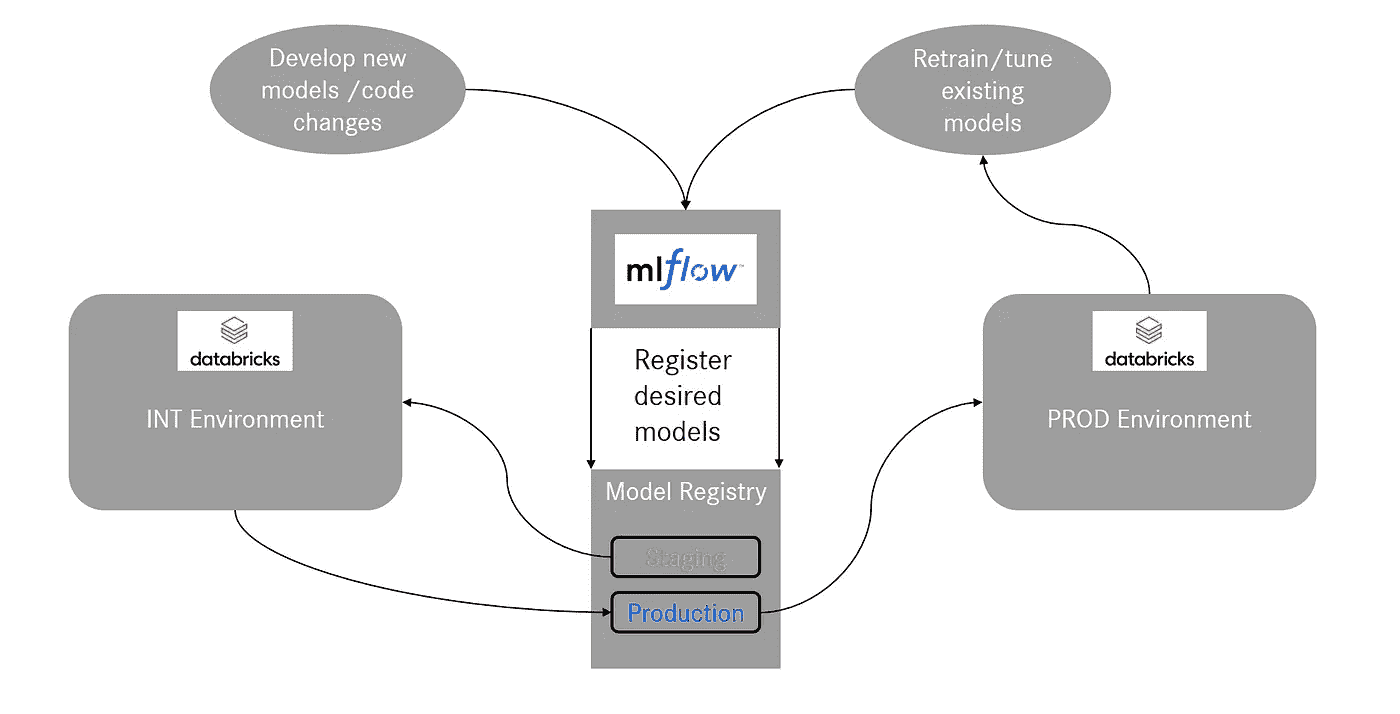 Develop new
models /code
changes
Retrain/tune
existing
models
mlflow™
databricks
INT Environment
Register
desired
models
databricks
PROD Environment
Model Registry
Staging
Production